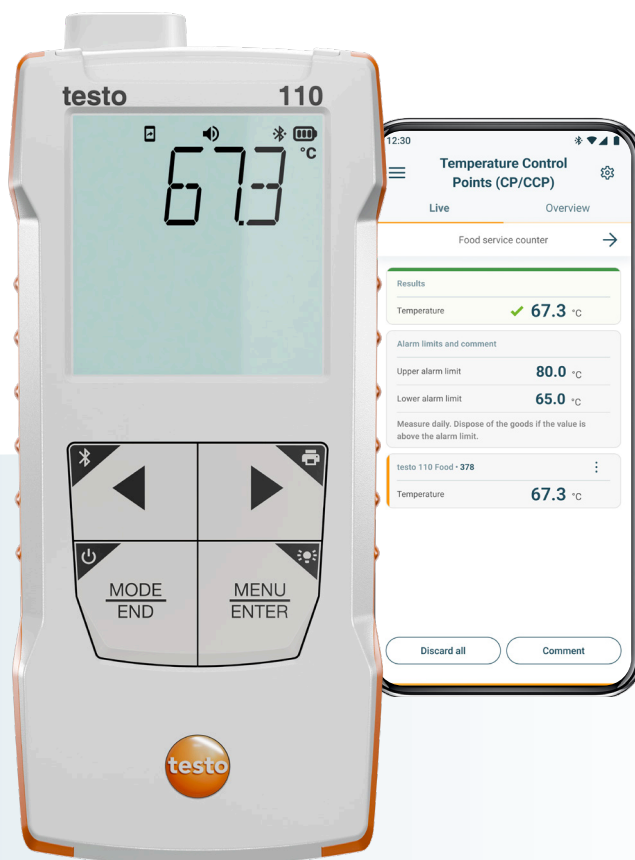 testo 110
°C
67.3
MODE
END
MENU
ENTER
testo
12:30
Temperature Control
Points (CP/CCP)
Live Overview
Food service counter
Results
Temperature 67.3 °C
Alarm limits and comment
Upper alarm limit 80.0 °C
Lower alarm limit 65.0 °C
Measure daily. Dispose of the goods if the value is
above the alarm limit.
testo 110 Food • 378
Temperature 67.3 °C
Discard all Comment